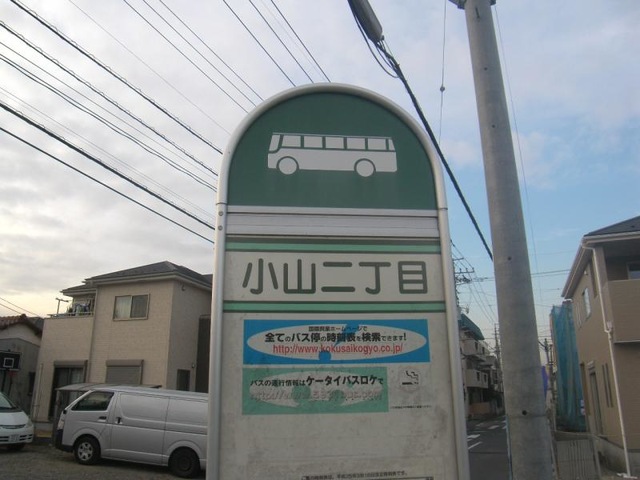 小山二丁目
国際興業ホームページで
全てのバス停の時刻表を検索できます!
http://www.kokusaikogyo.co.jp/
バスの運行情報はケータイバスロケで